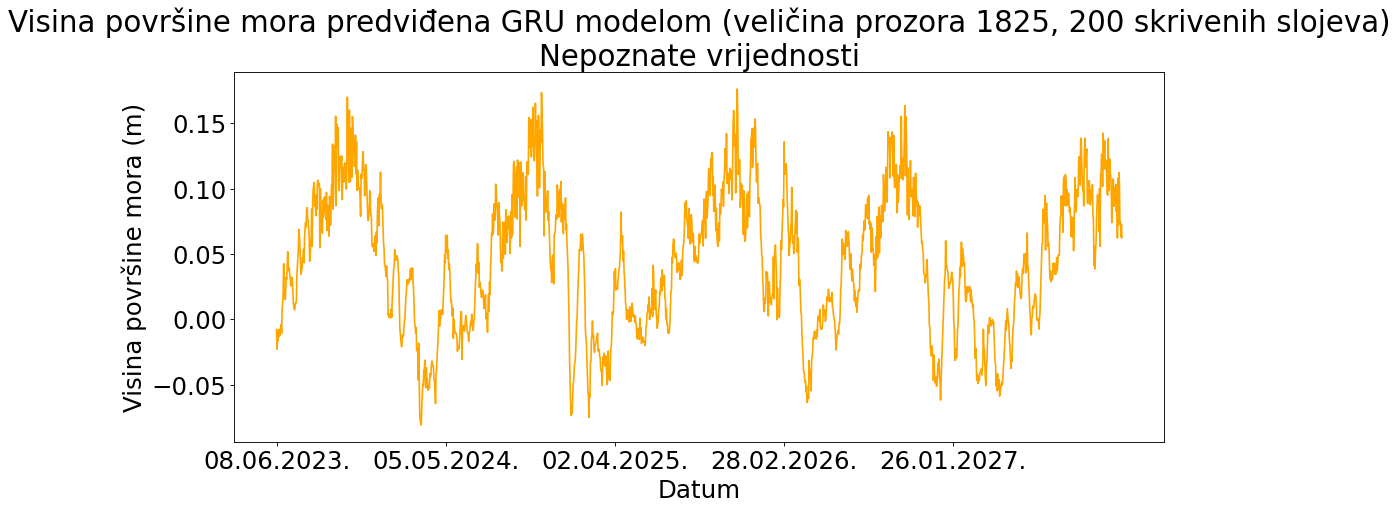 Visina površine mora predviđena GRU modelom (veličina prozora 1825, 200 skrivenih slojeva)
Nepoznate vrijednosti
Visina površine mora (m)
0.15
0.10
0.05
0.00
−0.05
08.06.2023. 05.05.2024. 02.04.2025. 28.02.2026. 26.01.2027.
Datum